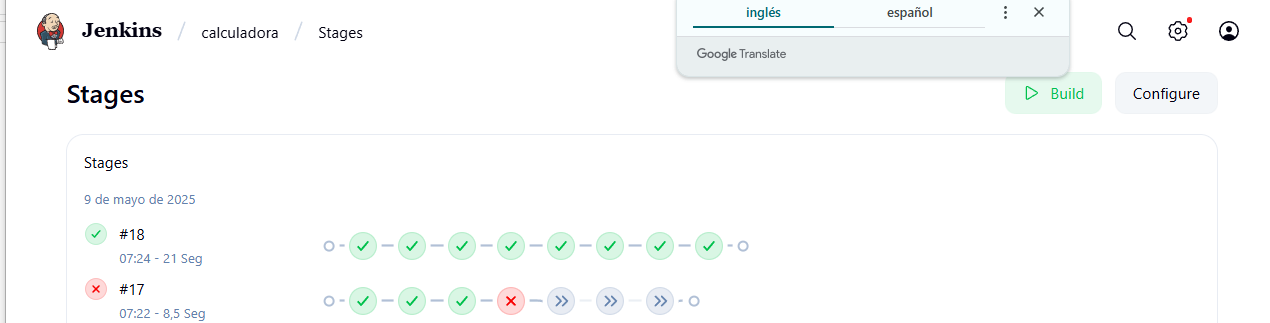 inglés español
Google Translate
Jenkins / calculadora / Stages
Stages
Build
Configure
Stages
9 de mayo de 2025
#18
07:24 - 21 Seg
#17
07:22 - 8,5 Seg